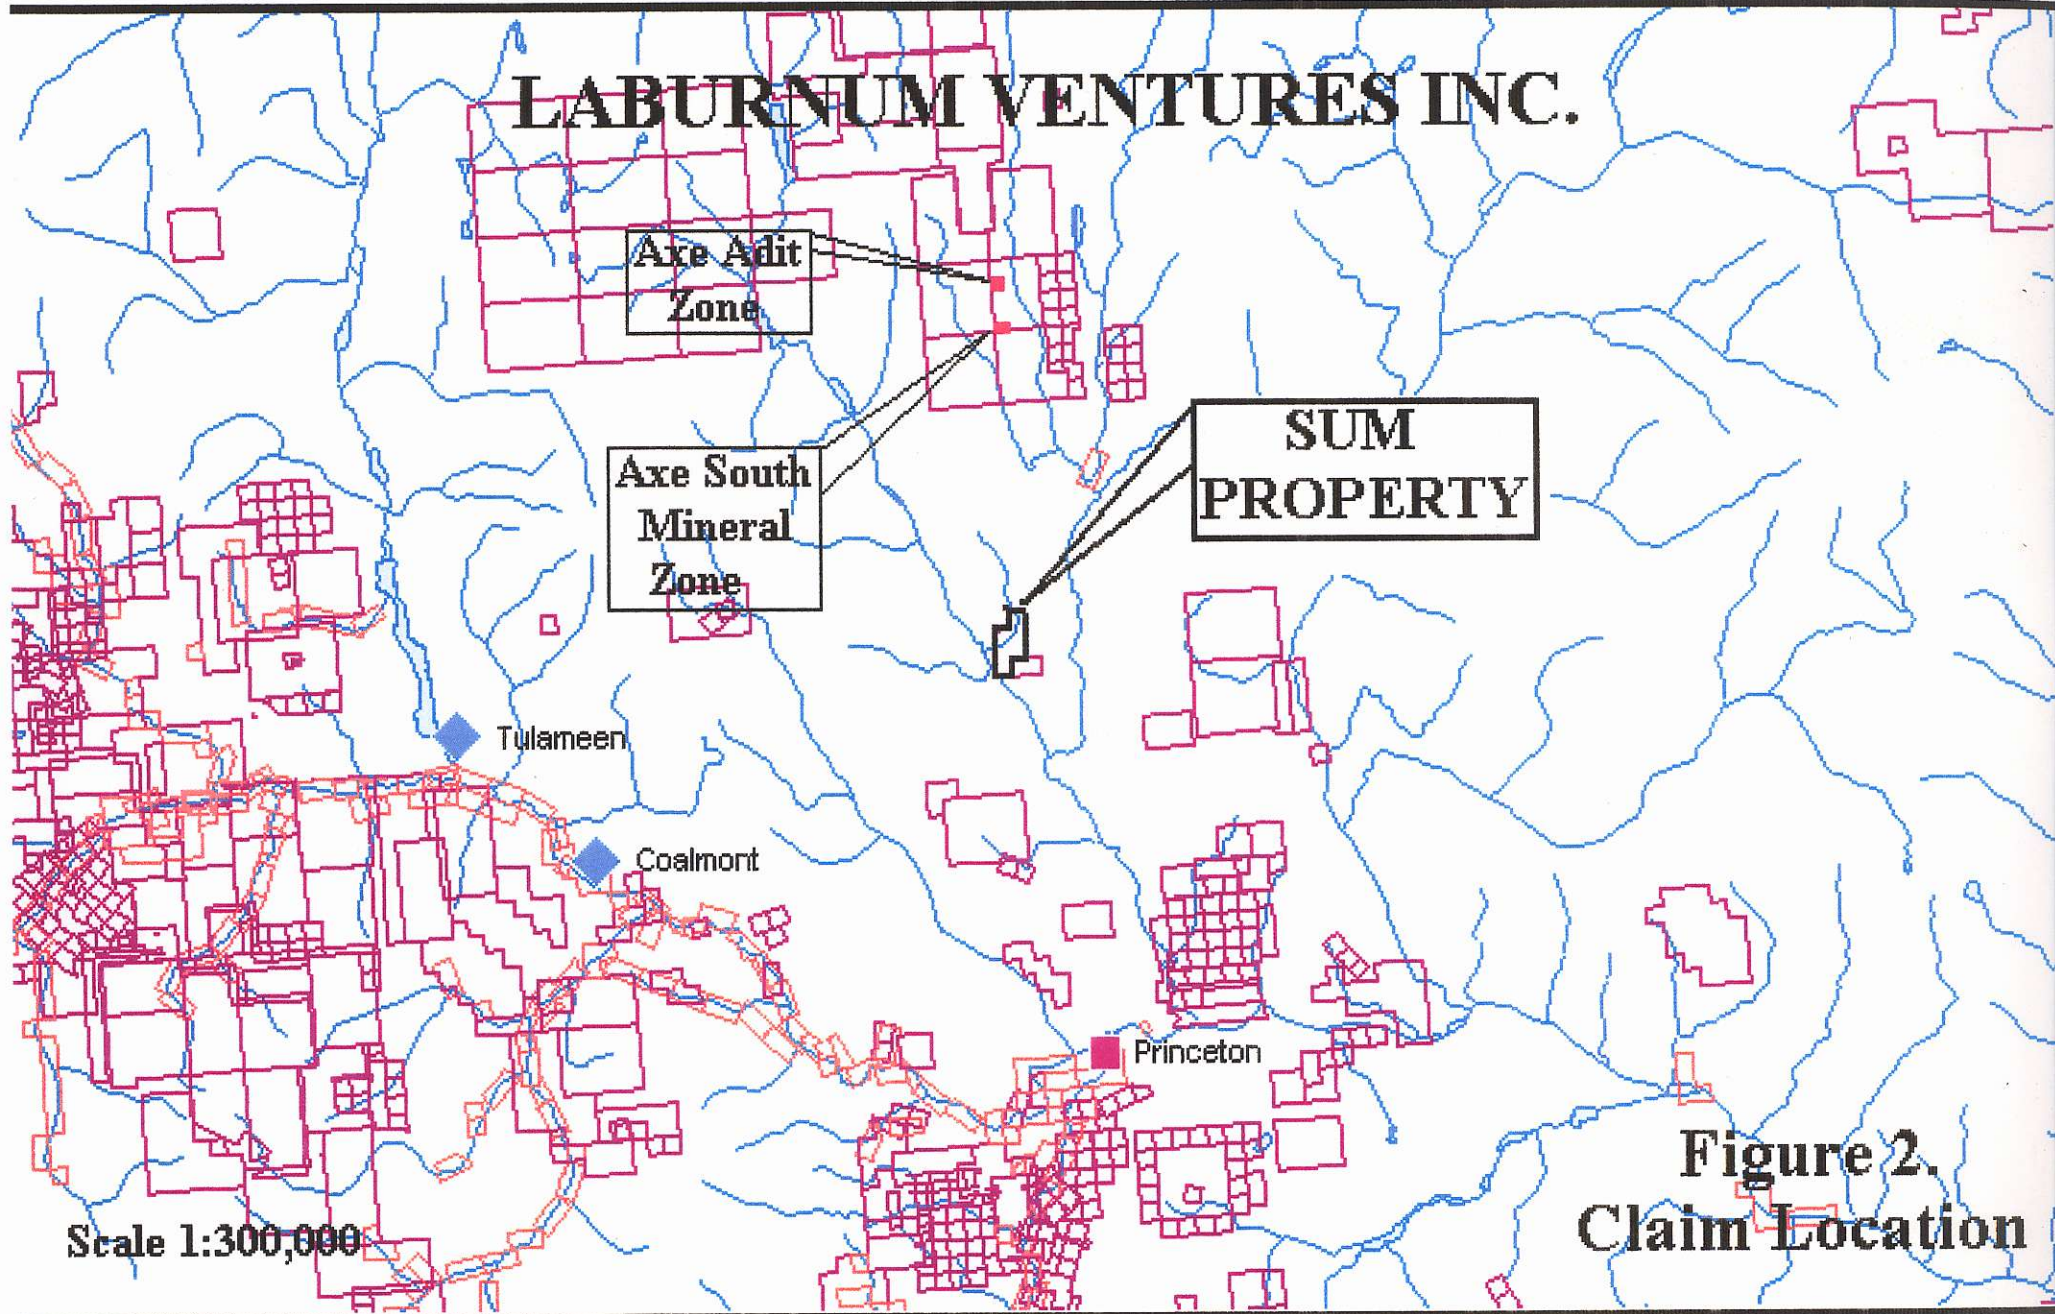 LABURNUM VENTURES INC.
Axe Adit
Zone
SUM
PROPERTY
Axe South
Mineral
Zone
Tulameen
Coalmont
Princeton
Figure 2.
Claim Location
Scale 1:300,000